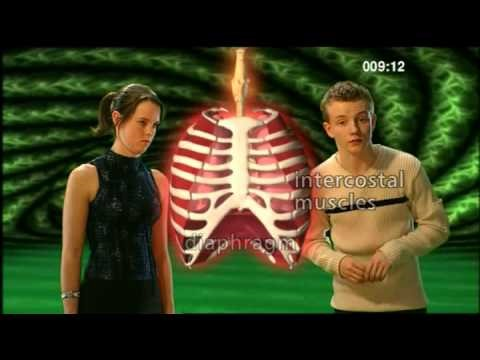 009:12
intercostal
muscles
diaphragm